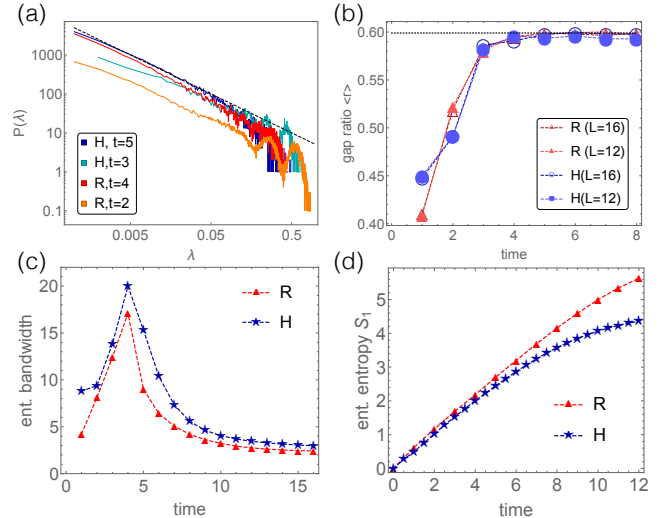 (a)
1000
100
10
1
0.1
P(λ)
H, t=5
H, t=3
R,t=4
R,t=2
0.005
0.05
0.5
λ
(b)
0.60
0.55
0.50
0.45
0.40
gap ratio <r>
R (L=16)
R (L=12)
H(L=16)
H(L=12)
0
2
4
6
8
time
(c)
20
15
10
5
0
ent. bandwidth
R
H
0
5
10
15
time
(d)
5
4
3
2
1
0
ent. entropy S₁
R
H
0
2
4
6
8
10
12
time